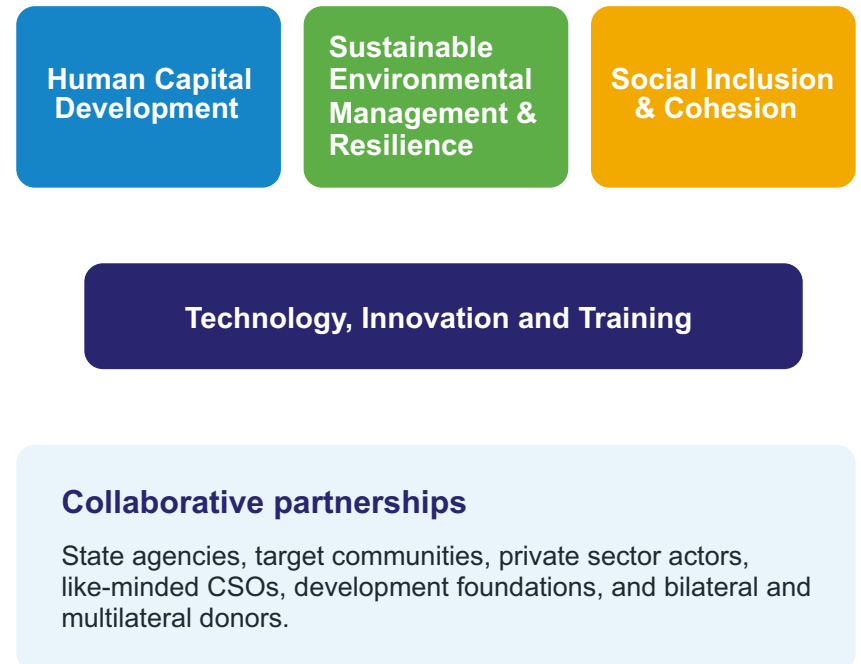 Human Capital
Development
Sustainable
Environmental
Management &
Resilience
Social Inclusion
& Cohesion
Technology, Innovation and Training
Collaborative partnerships
State agencies, target communities, private sector actors,
like-minded CSOs, development foundations, and bilateral and
multilateral donors.